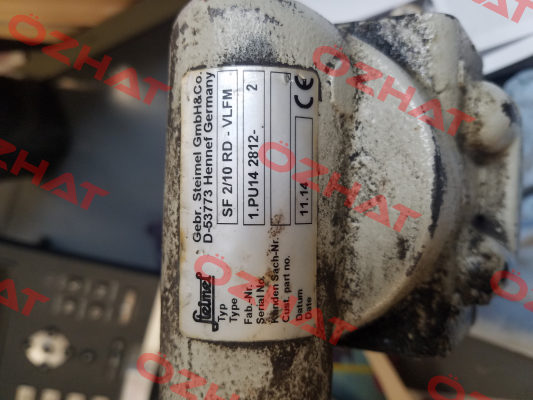 Gebr. Steimel GmbH&Co.
D-53773 Hennef Germany
Steimel
Typ
Type
SF 2/10 RD - VLFM
Fab.-Nr.
Serial No.
1.PU14 2812- 2
Kunden Sach-Nr.
Cust. part no.
Datum
Date
11.14
CE
OZHAT
OZHAT
OZHAT
OZHAT
OZHAT
OZHAT
OZHAT
OZHAT